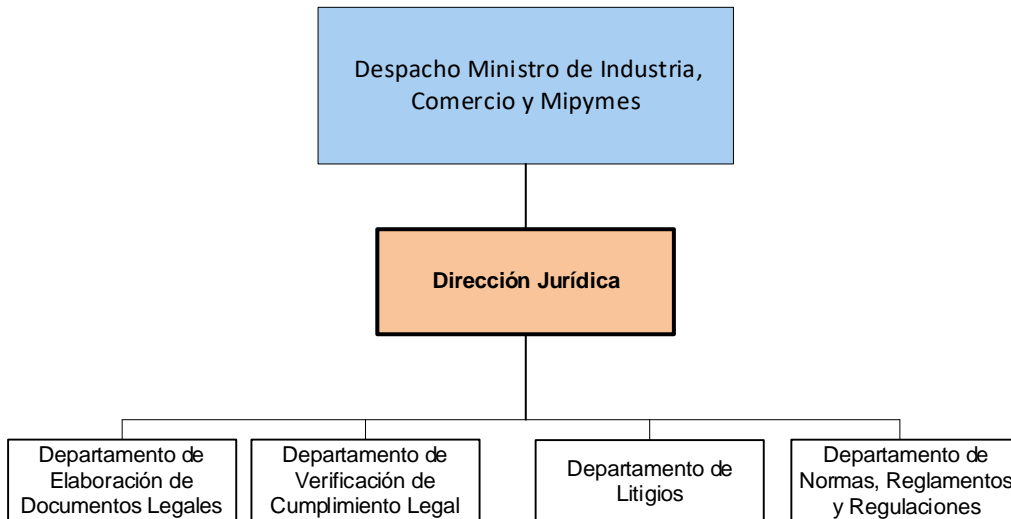 Despacho Ministro de Industria,
Comercio y Mipymes
Dirección Jurídica
Departamento de
Elaboración de
Documentos Legales
Departamento de
Verificación de
Cumplimiento Legal
Departamento de
Litigios
Departamento de
Normas, Reglamentos
y Regulaciones